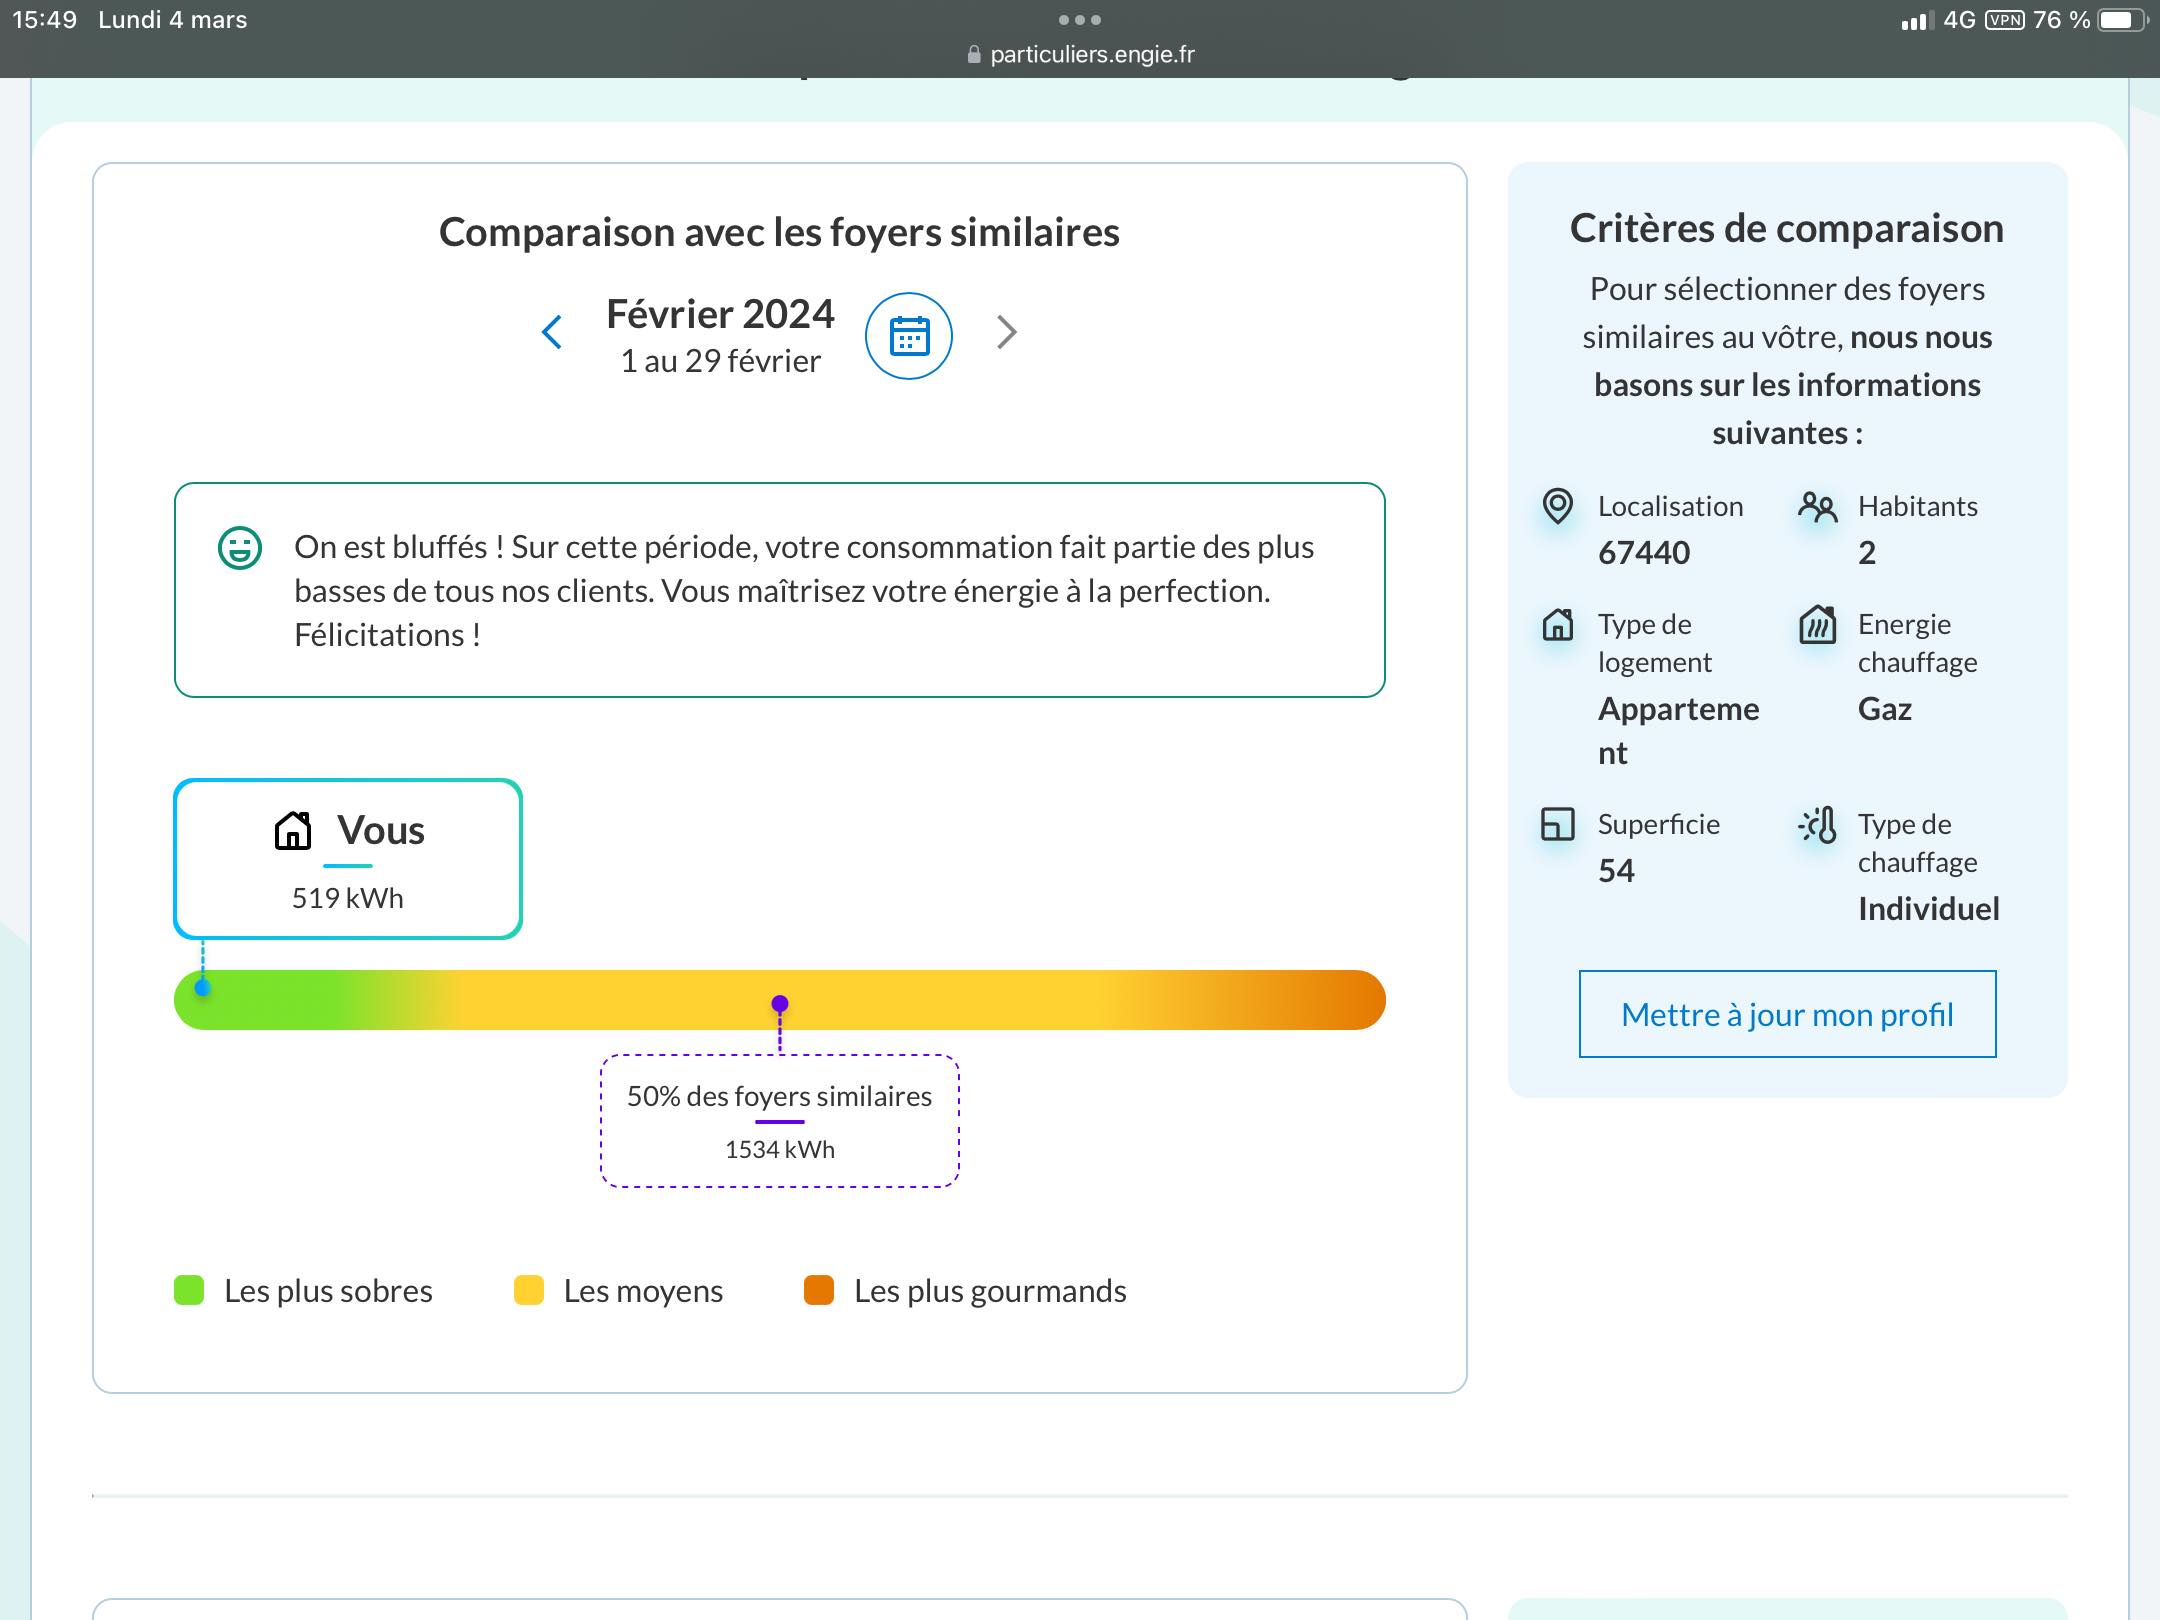 15:49 Lundi 4 mars
4G VPN 76 %
particuliers.engie.fr
Comparaison avec les foyers similaires
Février 2024
1 au 29 février
On est bluffés ! Sur cette période, votre consommation fait partie des plus
basses de tous nos clients. Vous maîtrisez votre énergie à la perfection.
Félicitations !
Vous
519 kWh
50% des foyers similaires
1534 kWh
Les plus sobres
Les moyens
Les plus gourmands
Critères de comparaison
Pour sélectionner des foyers
similaires au vôtre, nous nous
basons sur les informations
suivantes :
Localisation
67440
Habitants
2
Type de
logement
Apparteme
nt
Energie
chauffage
Gaz
Superficie
54
Type de
chauffage
Individuel
Mettre à jour mon profil